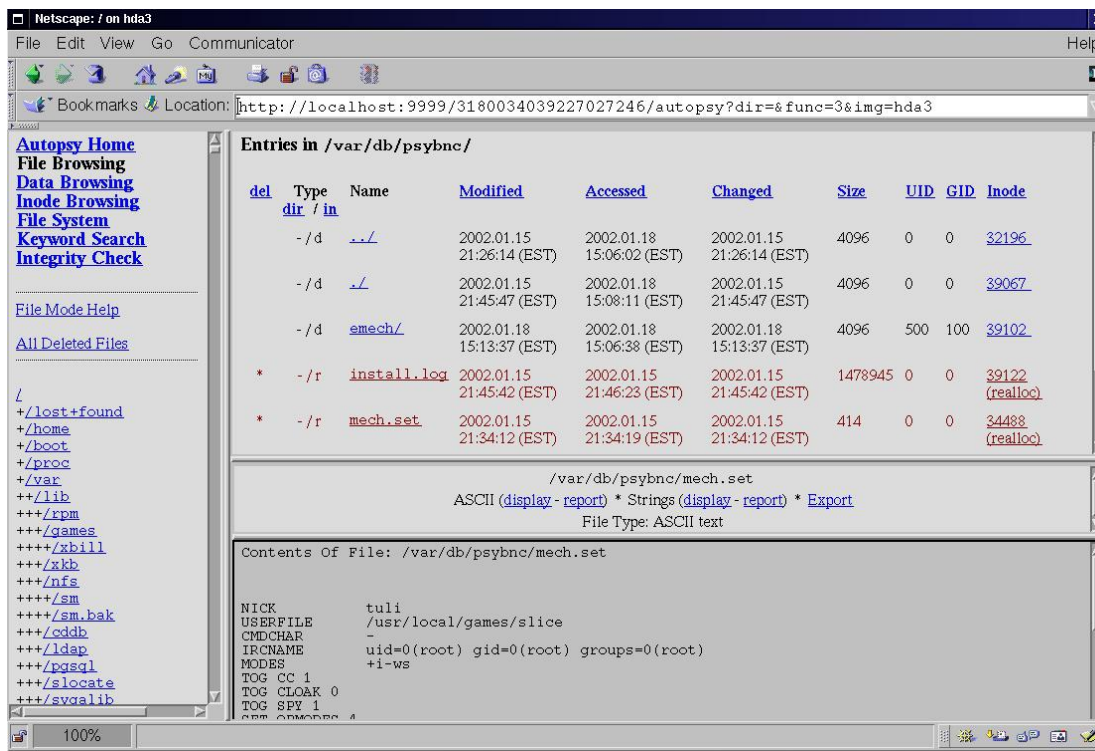 Netscape: / on hda3
File Edit View Go Communicator Help
My
Bookmarks Location: http://localhost:9999/3180034039227027246/autopsy?dir=&func=3&img=hda3
Autopsy Home
File Browsing
Data Browsing
Inode Browsing
File System
Keyword Search
Integrity Check
File Mode Help
All Deleted Files
/
+/lost+found
+/home
+/boot
+/proc
+/var
++/lib
+++/rpm
+++/games
++++/xbill
+++/xkb
+++/nfs
++++/sm
++++/sm.bak
+++/cddb
+++/ldap
+++/pgsql
+++/slocate
+++/svgalib
Entries in /var/db/psybnc/
del Type Name Modified Accessed Changed Size UID GID Inode
dir / in
-/d ../ 2002.01.15 2002.01.18 2002.01.15 4096 0 0 32196
21:26:14 (EST) 15:06:02 (EST) 21:26:14 (EST)
-/d ./ 2002.01.15 2002.01.18 2002.01.15 4096 0 0 39067
21:45:47 (EST) 15:08:11 (EST) 21:45:47 (EST)
-/d emech/ 2002.01.18 2002.01.18 2002.01.18 4096 500 100 39102
15:13:37 (EST) 15:06:38 (EST) 15:13:37 (EST)
* -/r install.log 2002.01.15 2002.01.15 2002.01.15 1478945 0 0 39122
21:45:42 (EST) 21:46:23 (EST) 21:45:42 (EST) (realloc)
* -/r mech.set 2002.01.15 2002.01.15 2002.01.15 414 0 0 34488
21:34:12 (EST) 21:34:19 (EST) 21:34:12 (EST) (realloc)
/var/db/psybnc/mech.set
ASCII (display - report) * Strings (display - report) * Export
File Type: ASCII text
Contents Of File: /var/db/psybnc/mech.set
NICK tuli
USERFILE /usr/local/games/slice
CMDCHAR -
IRCNAME uid=0(root) gid=0(root) groups=0(root)
MODES +i-ws
TOG CC 1
TOG CLOAK 0
TOG SPY 1
SET OPMODES 4
100%